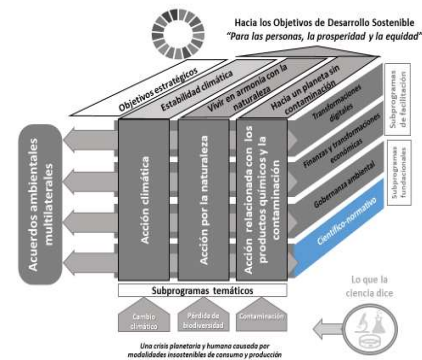 Hacia los Objetivos de Desarrollo Sostenible
"Para las personas, la prosperidad y la equidad"
Objetivos estratégicos
Estabilidad climática
Vivir en armonía con la
naturaleza
Hacia un planeta sin
contaminación
Transformaciones
digitales
Finanzas y transformaciones
económicas
Gobernanza ambiental
Científico-normativo
Subprogramas
de facilitación
Subprogramas
fundacionales
Acuerdos ambientales
multilaterales
Acción climática
Acción por la naturaleza
Acción relacionada con los
productos químicos y la
contaminación
Subprogramas temáticos
Cambio
climático
Pérdida de
biodiversidad
Contaminación
Lo que la
ciencia dice
Una crisis planetaria y humana causada por
modalidades insostenibles de consumo y producción